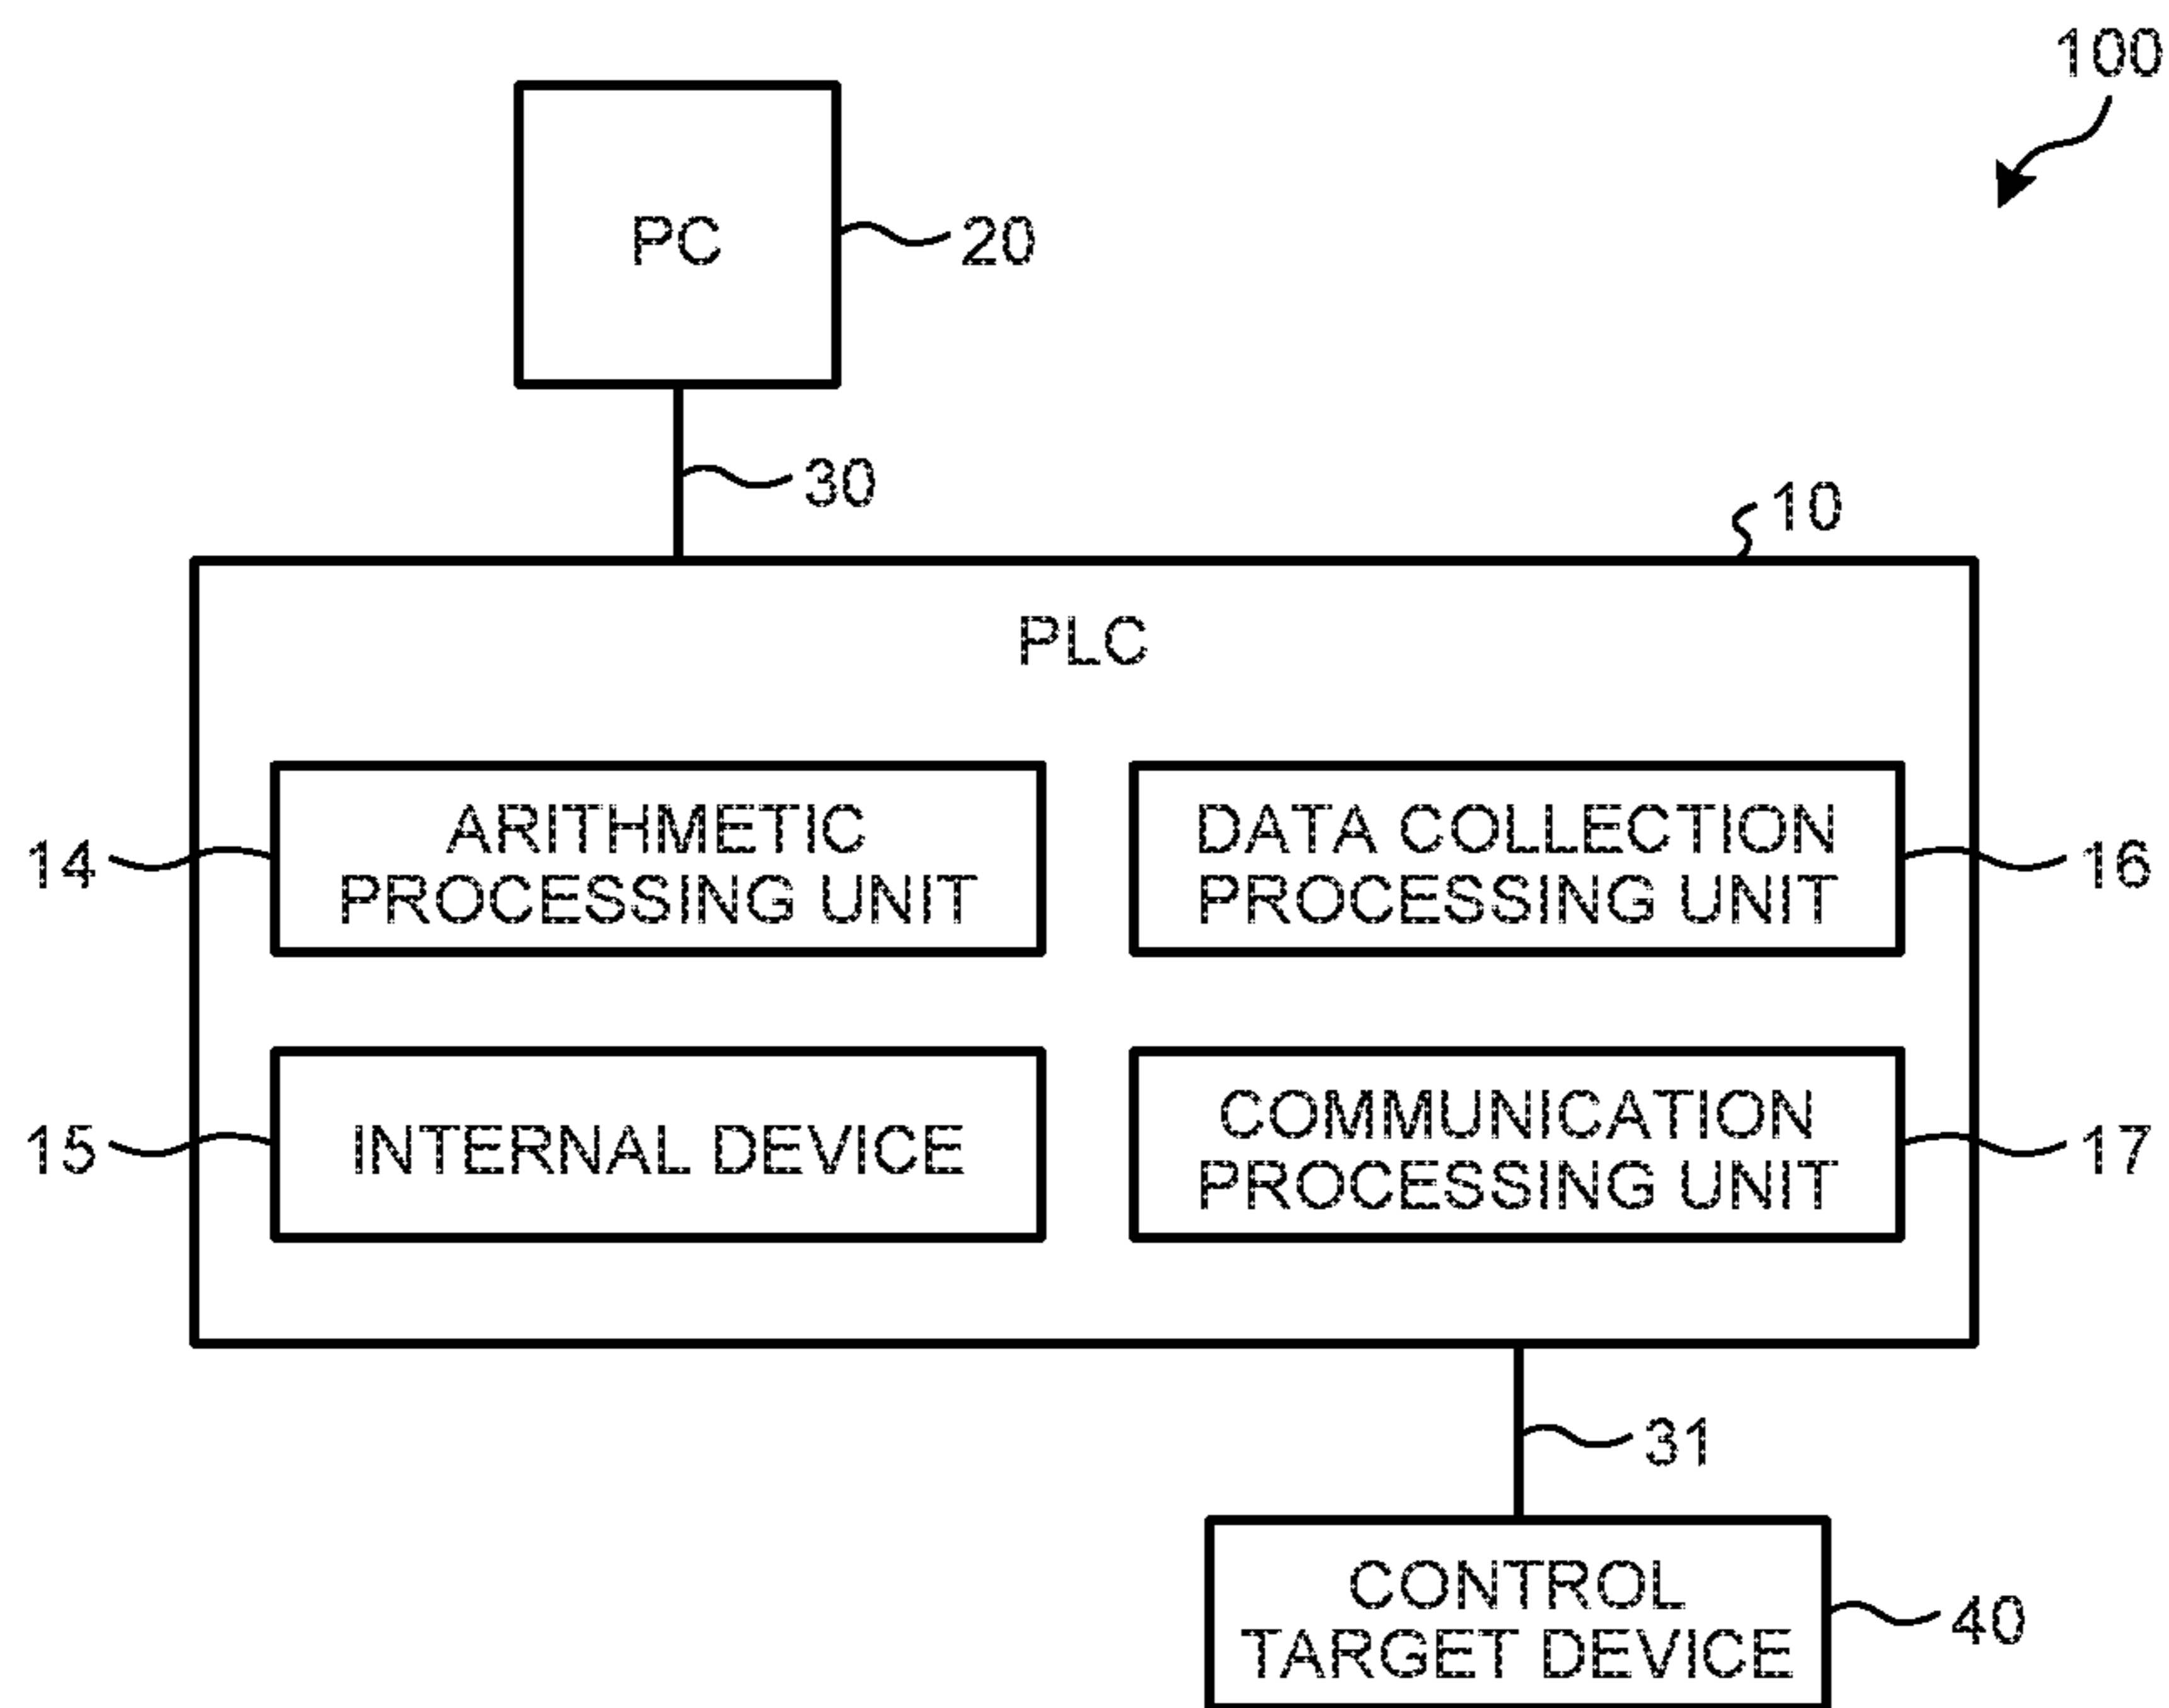 100
PC
20
30
10
PLC
ARITHMETIC
PROCESSING UNIT
14
DATA COLLECTION
PROCESSING UNIT
16
INTERNAL DEVICE
15
COMMUNICATION
PROCESSING UNIT
17
31
CONTROL
TARGET DEVICE
40